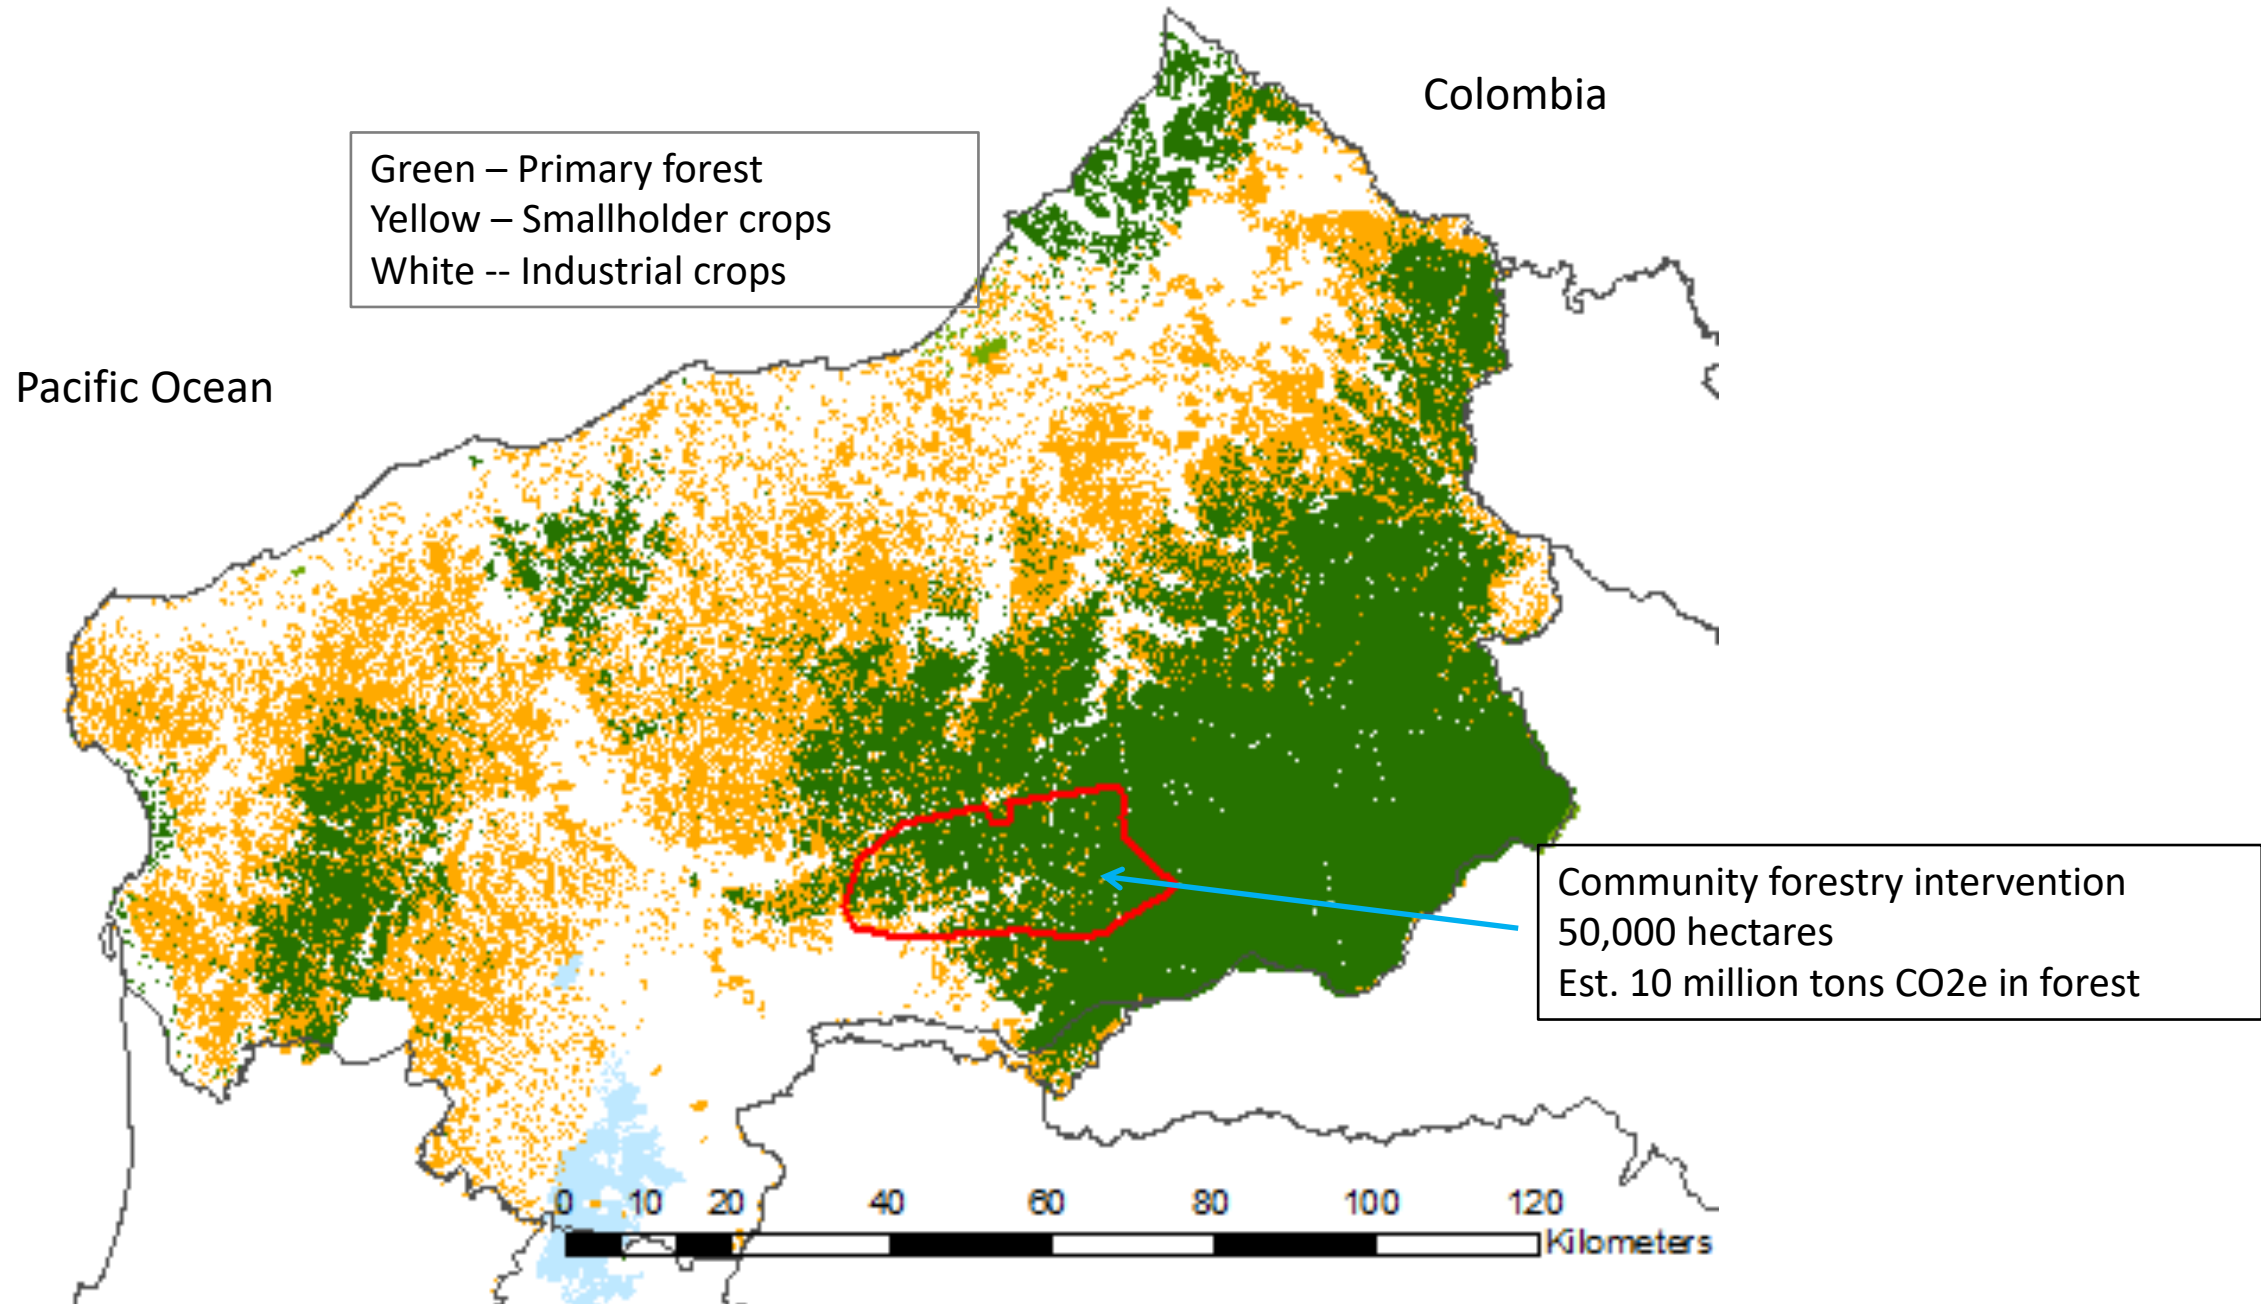 Colombia
Green – Primary forest
Yellow – Smallholder crops
White -- Industrial crops
Pacific Ocean
Community forestry intervention
50,000 hectares
Est. 10 million tons CO2e in forest
0 10 20 40 60 80 100 120
Kilometers